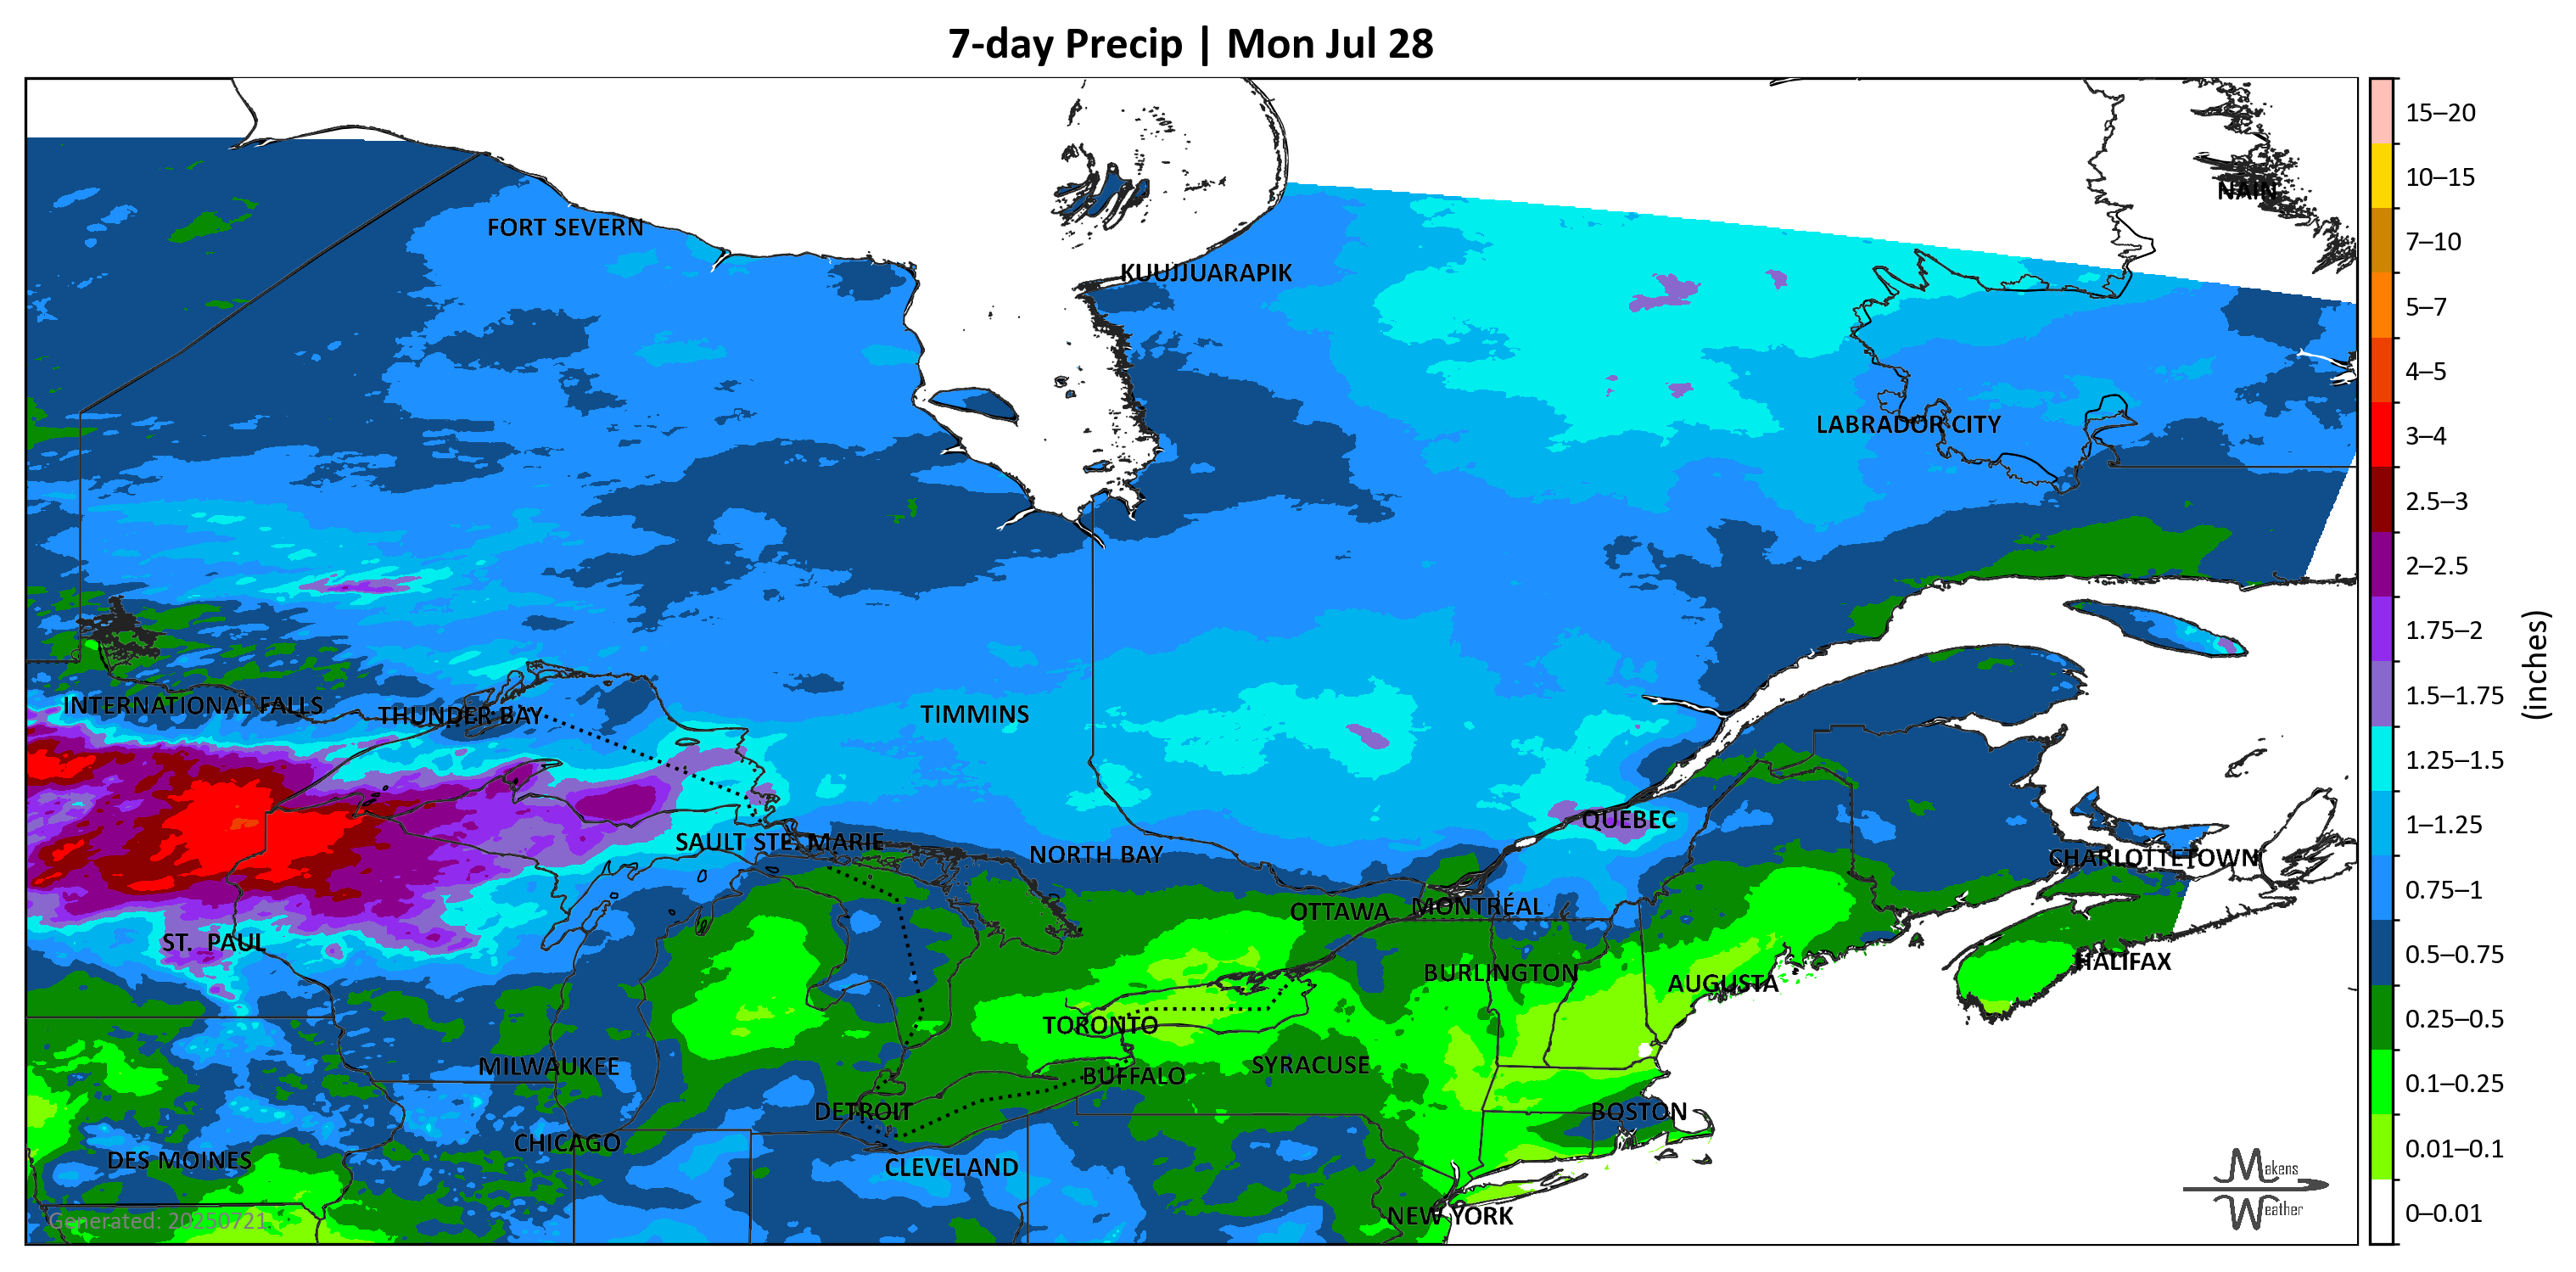 7-day Precip | Mon Jul 28
NAIN
FORT SEVERN
KUUJJUARAPIK
LABRADOR CITY
INTERNATIONAL FALLS
THUNDER BAY
TIMMINS
QUEBEC
SAULT STE. MARIE
NORTH BAY
CHARLOTTETOWN
OTTAWA
MONTRÉAL
ST. PAUL
HALIFAX
BURLINGTON
AUGUSTA
TORONTO
MILWAUKEE
SYRACUSE
BUFFALO
DETROIT
BOSTON
CHICAGO
DES MOINES
CLEVELAND
NEW YORK
Generated: 20250721
Makens
Weather
15–20
10–15
7–10
5–7
4–5
3–4
2.5–3
2–2.5
1.75–2
1.5–1.75
1.25–1.5
1–1.25
0.75–1
0.5–0.75
0.25–0.5
0.1–0.25
0.01–0.1
0–0.01
(inches)